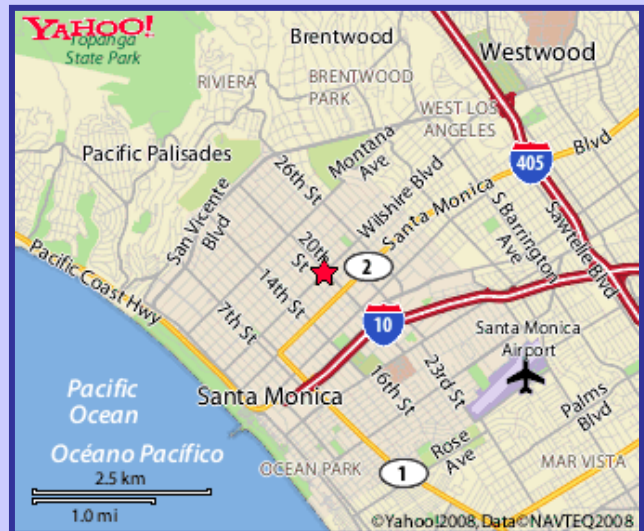 YAHOO!
Topanga
State Park
Brentwood
Westwood
RIVIERA
BRENTWOOD
PARK
WEST LOS
ANGELES
Pacific Palisades
Montana
Ave
26th St
Wilshire Blvd
405
Blvd
San Vicente
Blvd
Santa Monica
S Barrington
Ave
Sawtelle Blvd
20th
St
2
Pacific Coast Hwy
14th St
7th St
10
Santa Monica
Airport
Santa Monica
16th St
23rd St
Palms
Blvd
Pacific
Ocean
Océano Pacífico
Rose
Ave
OCEAN PARK
1
MAR VISTA
2.5 km
1.0 mi
©Yahoo!2008, Data©NAVTEQ2008